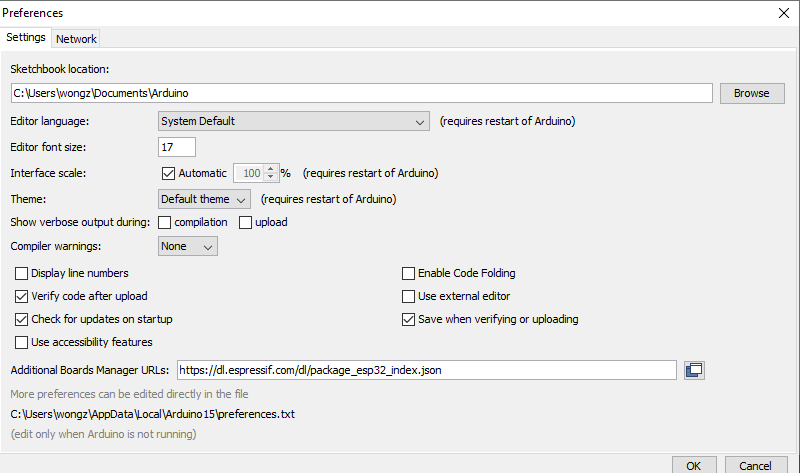 Preferences
Settings Network
Sketchbook location:
C:\Users\wongz\Documents\Arduino Browse
Editor language: System Default (requires restart of Arduino)
Editor font size: 17
Interface scale: Automatic 100 % (requires restart of Arduino)
Theme: Default theme (requires restart of Arduino)
Show verbose output during: compilation upload
Compiler warnings: None
Display line numbers Enable Code Folding
Verify code after upload Use external editor
Check for updates on startup Save when verifying or uploading
Use accessibility features
Additional Boards Manager URLs: https://dl.espressif.com/dl/package_esp32_index.json
More preferences can be edited directly in the file
C:\Users\wongz\AppData\Local\Arduino15\preferences.txt
(edit only when Arduino is not running)
OK Cancel